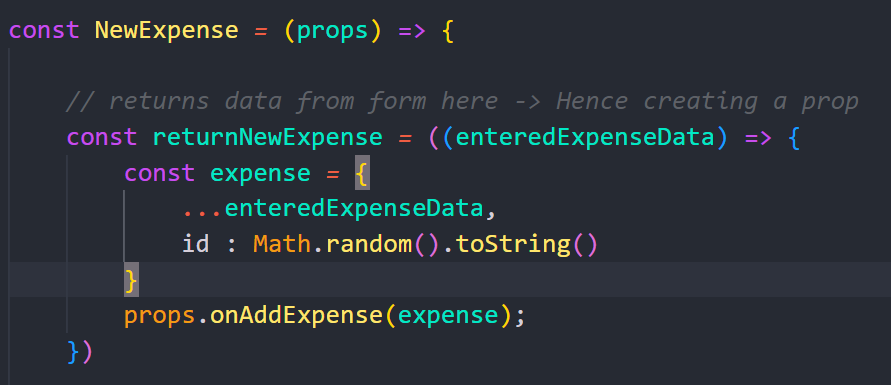 const NewExpense = (props) => {
// returns data from form here -> Hence creating a prop
const returnNewExpense = ((enteredExpenseData) => {
const expense = {
...enteredExpenseData,
id : Math.random().toString()
}
props.onAddExpense(expense);
})